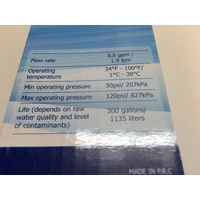 Flow rate 0.5 gpm /
1.9 lpm
Operating 34°F - 100°F/
temperature 1°C - 38°C
Min operating pressure 30psi/ 207kPa
Max operating pressure 120psi/ 827kPa
Life (depends on raw 300 gallons/
water quality and level 1135 liters
of contaminants)
MADE IN P.R.C